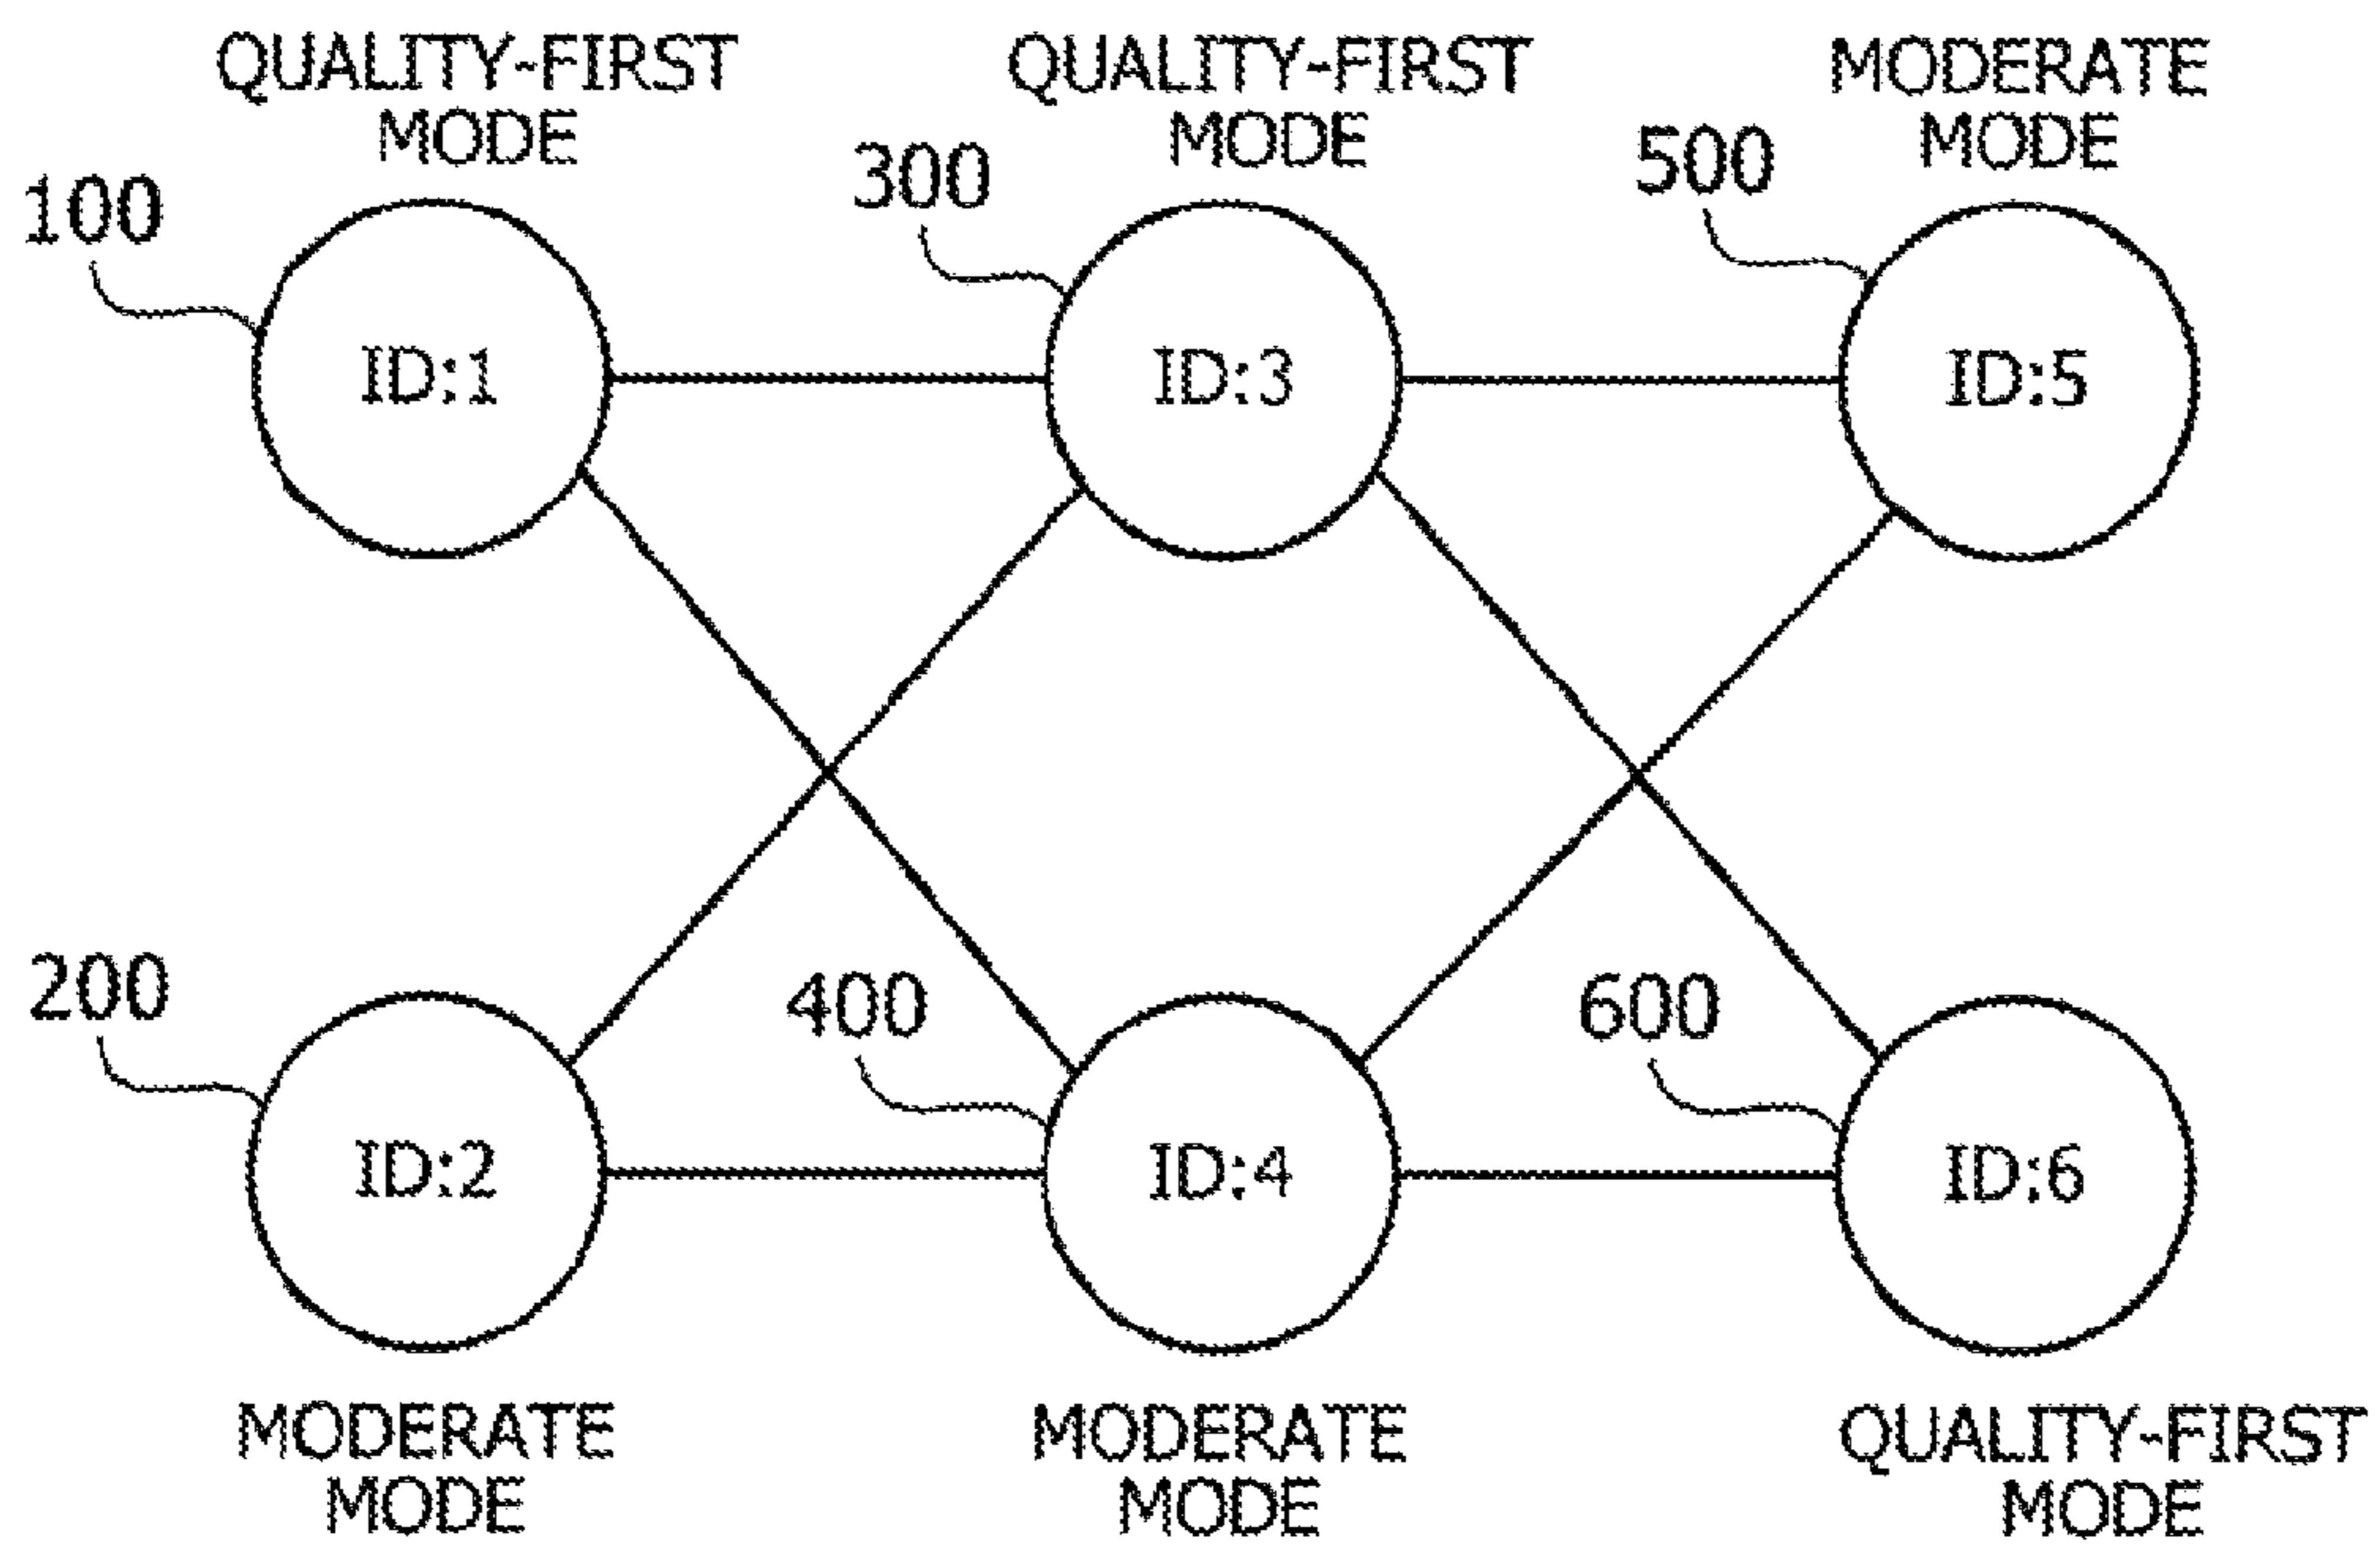 QUALITY-FIRST
MODE
QUALITY-FIRST
MODE
MODERATE
MODE
100
300
500
ID:1
ID:3
ID:5
200
400
600
ID:2
ID:4
ID:6
MODERATE
MODE
MODERATE
MODE
QUALITY-FIRST
MODE